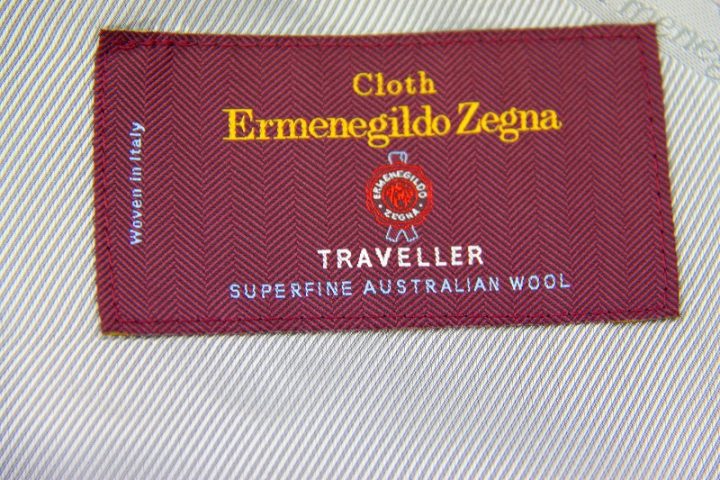 Cloth
Ermenegildo Zegna
Woven in Italy
ERMENEGILDO
ZEGNA
TRAVELLER
SUPERFINE AUSTRALIAN WOOL